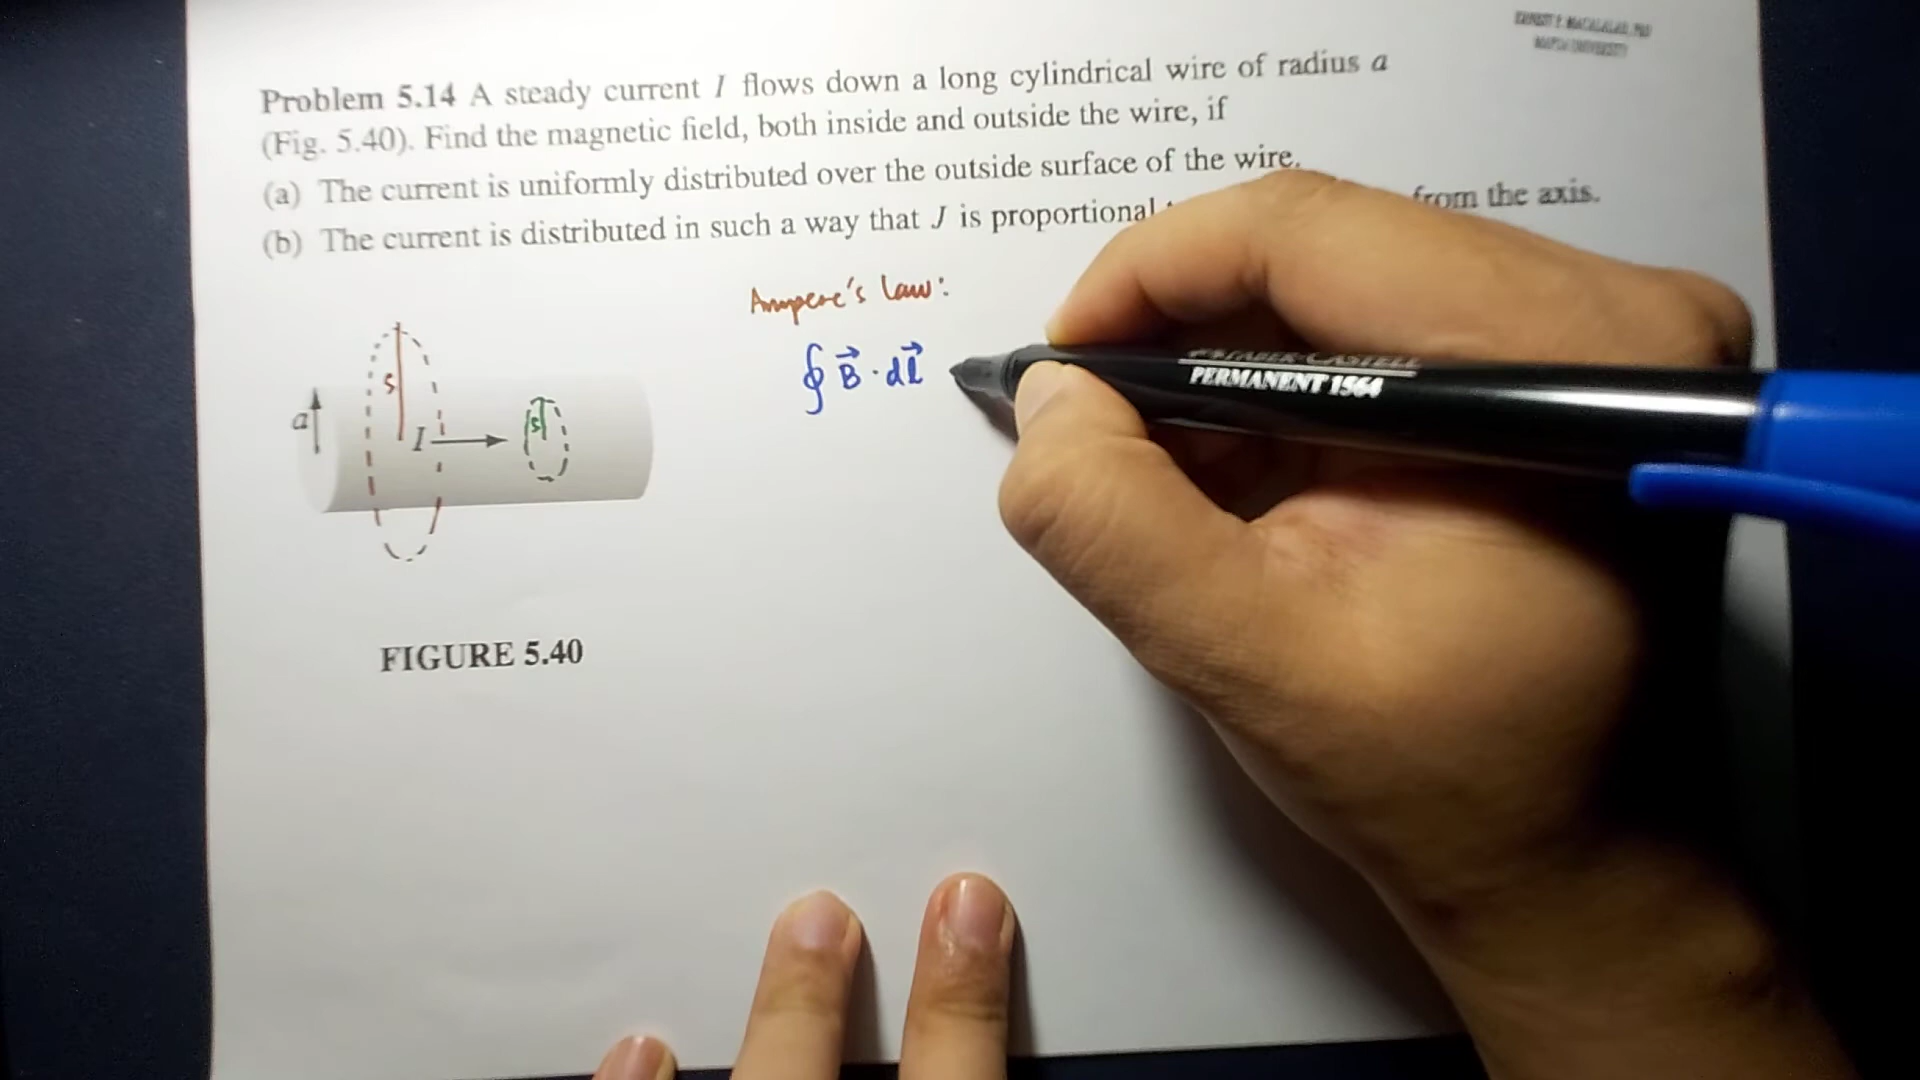 Problem 5.14 A steady current I flows down a long cylindrical wire of radius a
(Fig. 5.40). Find the magnetic field, both inside and outside the wire, if
(a) The current is uniformly distributed over the outside surface of the wire.
(b) The current is distributed in such a way that J is proportional from the axis.
Ampere's Law:
∮ B⃗ · dl⃗
s
a
I
s
FIGURE 5.40
PERMANENT 1564